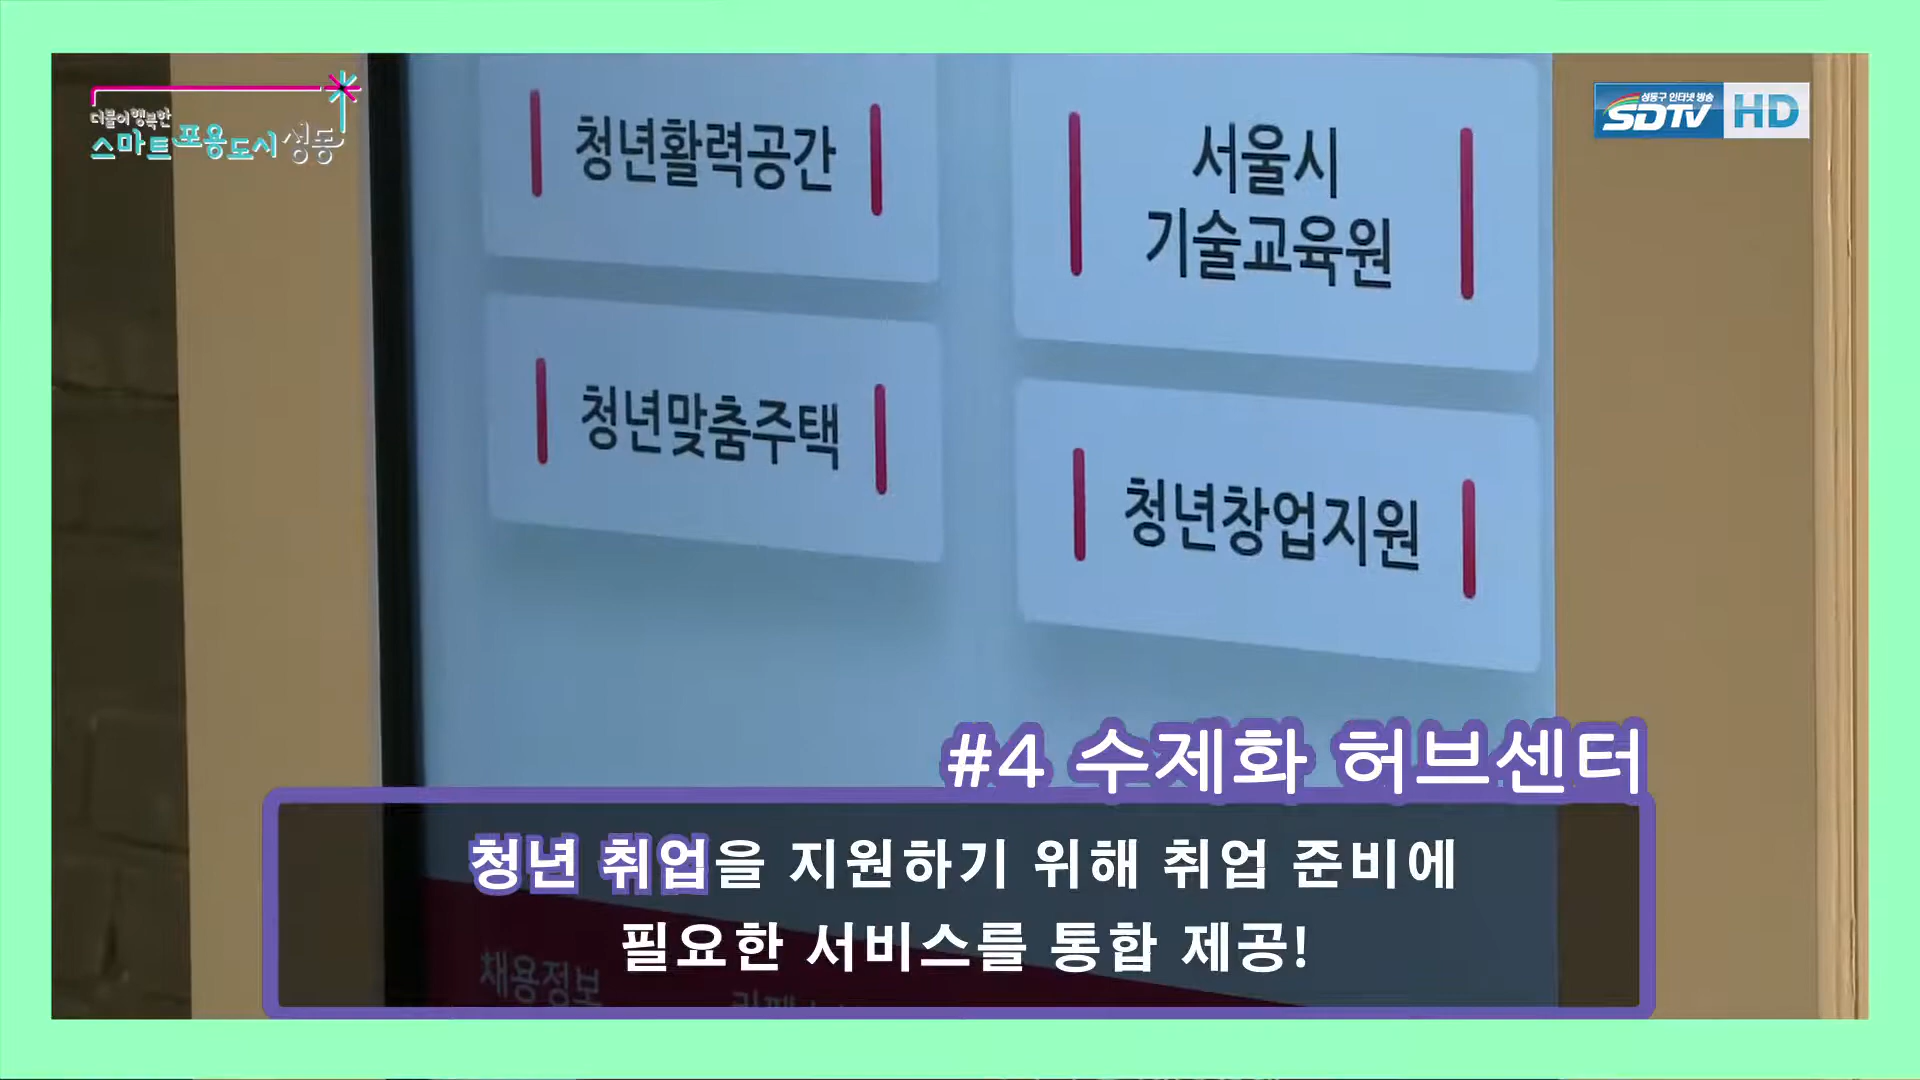 더불어행복한
스마트포용도시 성동
성동구 인터넷 방송
SDTV HD
청년활력공간
서울시
기술교육원
청년맞춤주택
청년창업지원
#4 수제화 허브센터
청년 취업을 지원하기 위해 취업 준비에
필요한 서비스를 통합 제공!
채용정보